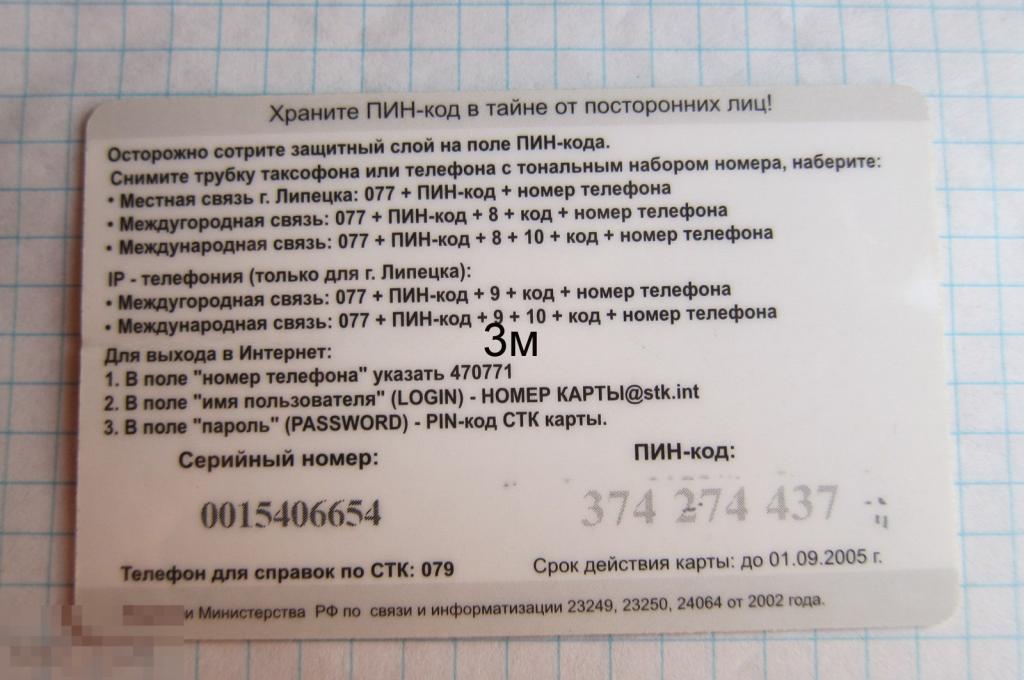 Храните ПИН-код в тайне от посторонних лиц!
Осторожно сотрите защитный слой на поле ПИН-кода.
Снимите трубку таксофона или телефона с тональным набором номера, наберите:
• Местная связь г. Липецка: 077 + ПИН-код + номер телефона
• Междугородная связь: 077 + ПИН-код + 8 + код + номер телефона
• Международная связь: 077 + ПИН-код + 8 + 10 + код + номер телефона
IP - телефония (только для г. Липецка):
• Междугородная связь: 077 + ПИН-код + 9 + код + номер телефона
• Международная связь: 077 + ПИН-код + 9 + 10 + код + номер телефона
3м
Для выхода в Интернет:
1. В поле "номер телефона" указать 470771
2. В поле "имя пользователя" (LOGIN) - НОМЕР КАРТЫ@stk.int
3. В поле "пароль" (PASSWORD) - PIN-код СТК карты.
Серийный номер:
0015406654
ПИН-код:
374 274 437
Телефон для справок по СТК: 079
Срок действия карты: до 01.09.2005 г.
и Министерства РФ по связи и информатизации 23249, 23250, 24064 от 2002 года.